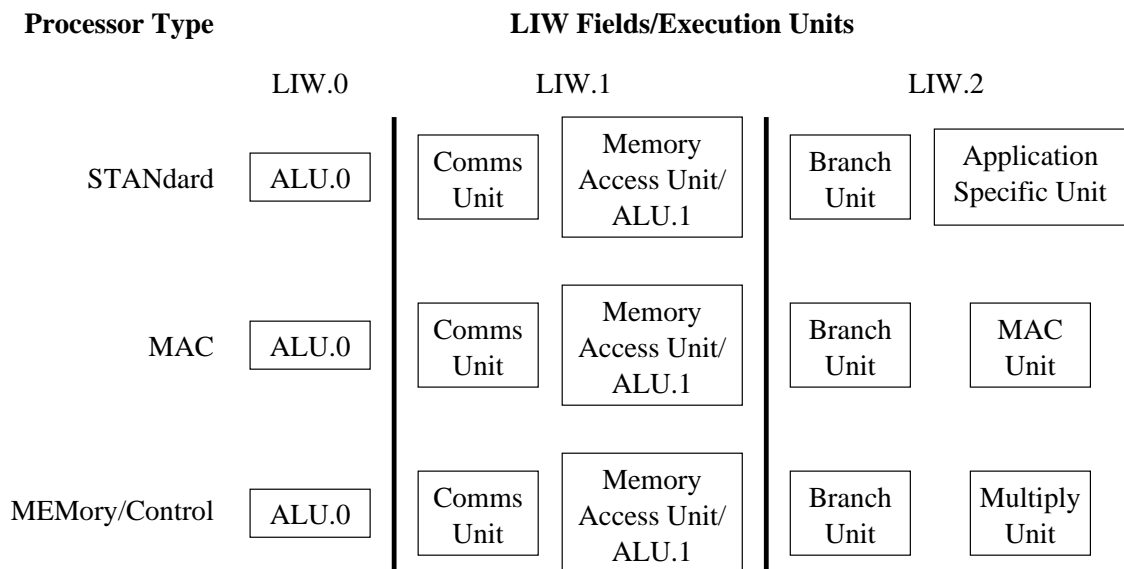 Processor Type
LIW Fields/Execution Units
LIW.0
LIW.1
LIW.2
STANdard
ALU.0
Comms
Unit
Memory
Access Unit/
ALU.1
Branch
Unit
Application
Specific Unit
MAC
ALU.0
Comms
Unit
Memory
Access Unit/
ALU.1
Branch
Unit
MAC
Unit
MEMory/Control
ALU.0
Comms
Unit
Memory
Access Unit/
ALU.1
Branch
Unit
Multiply
Unit